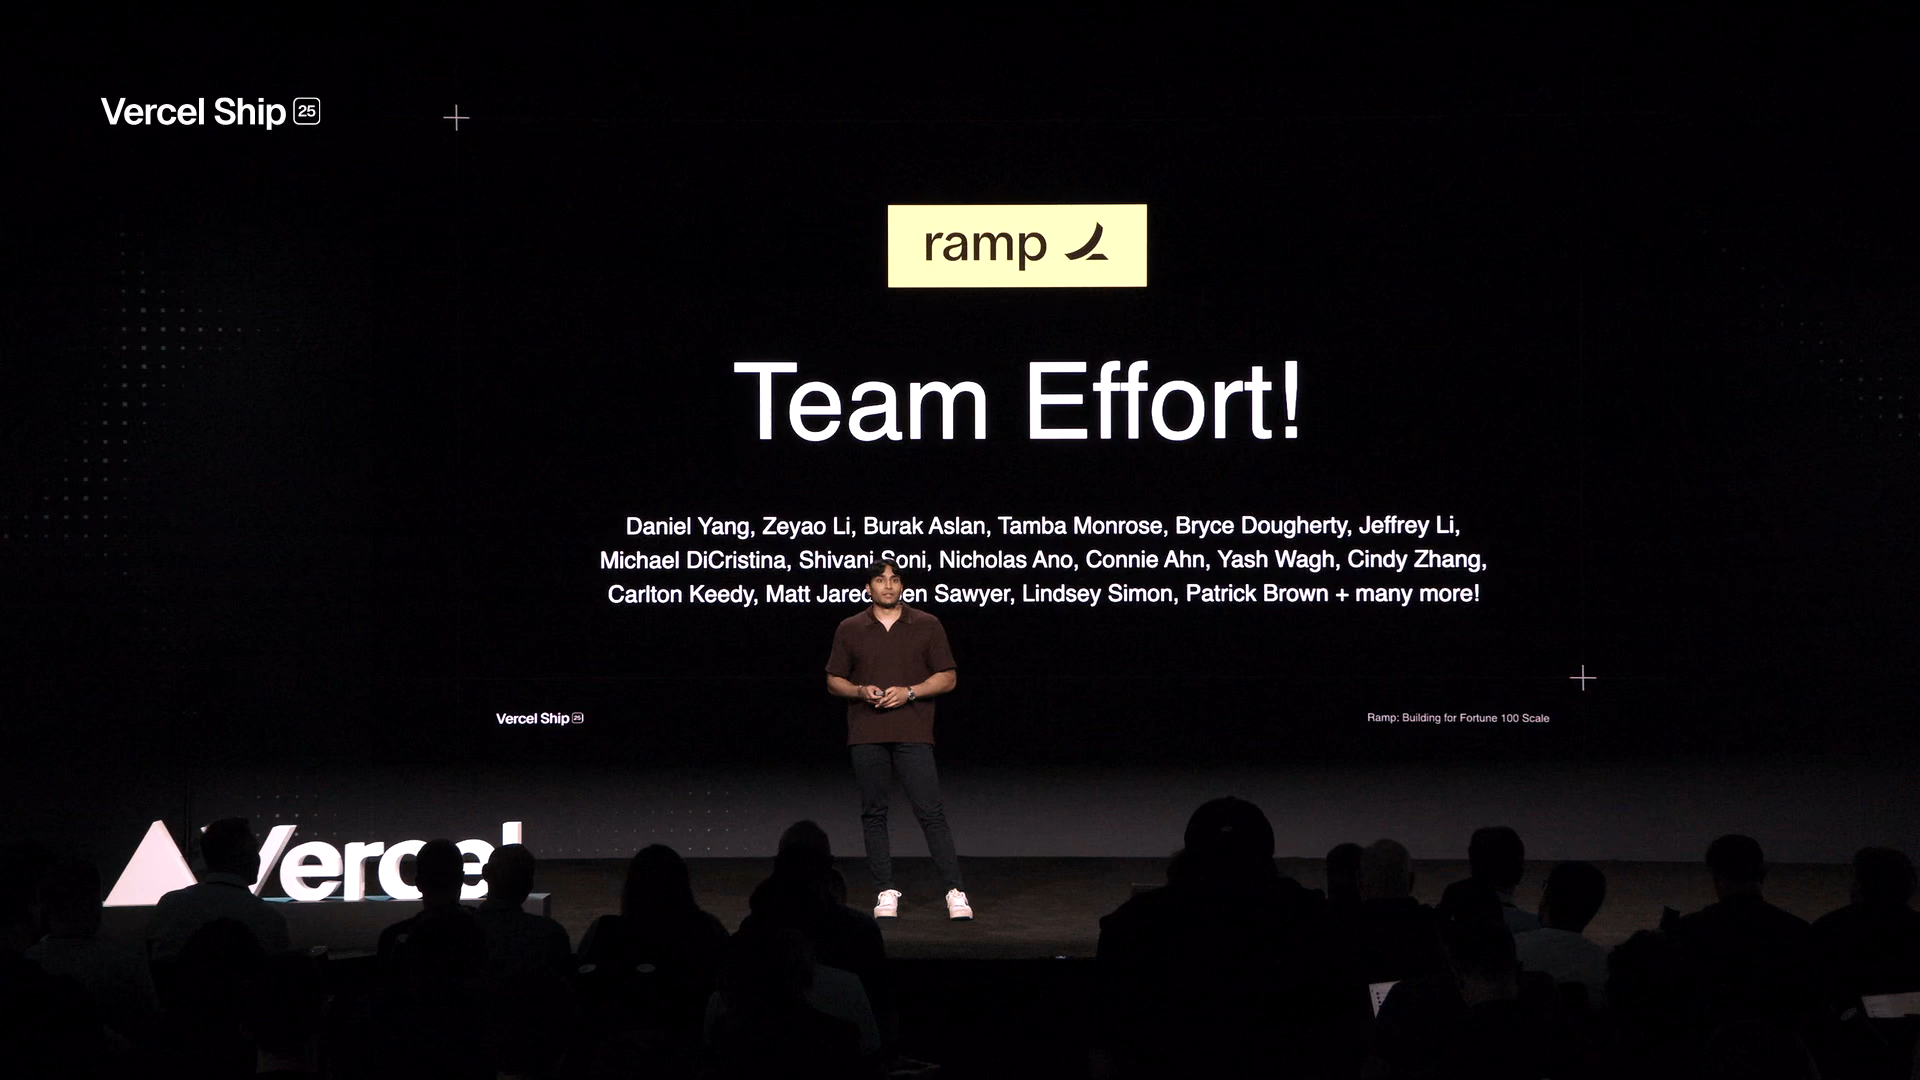 Vercel Ship 25
ramp
Team Effort!
Daniel Yang, Zeyao Li, Burak Aslan, Tamba Monrose, Bryce Dougherty, Jeffrey Li,
Michael DiCristina, Shivani Soni, Nicholas Ano, Connie Ahn, Yash Wagh, Cindy Zhang,
Carlton Keedy, Matt Sawyer, Lindsey Simon, Patrick Brown + many more!
Vercel Ship 25
Ramp: Building for Fortune 100 Scale
Vercel